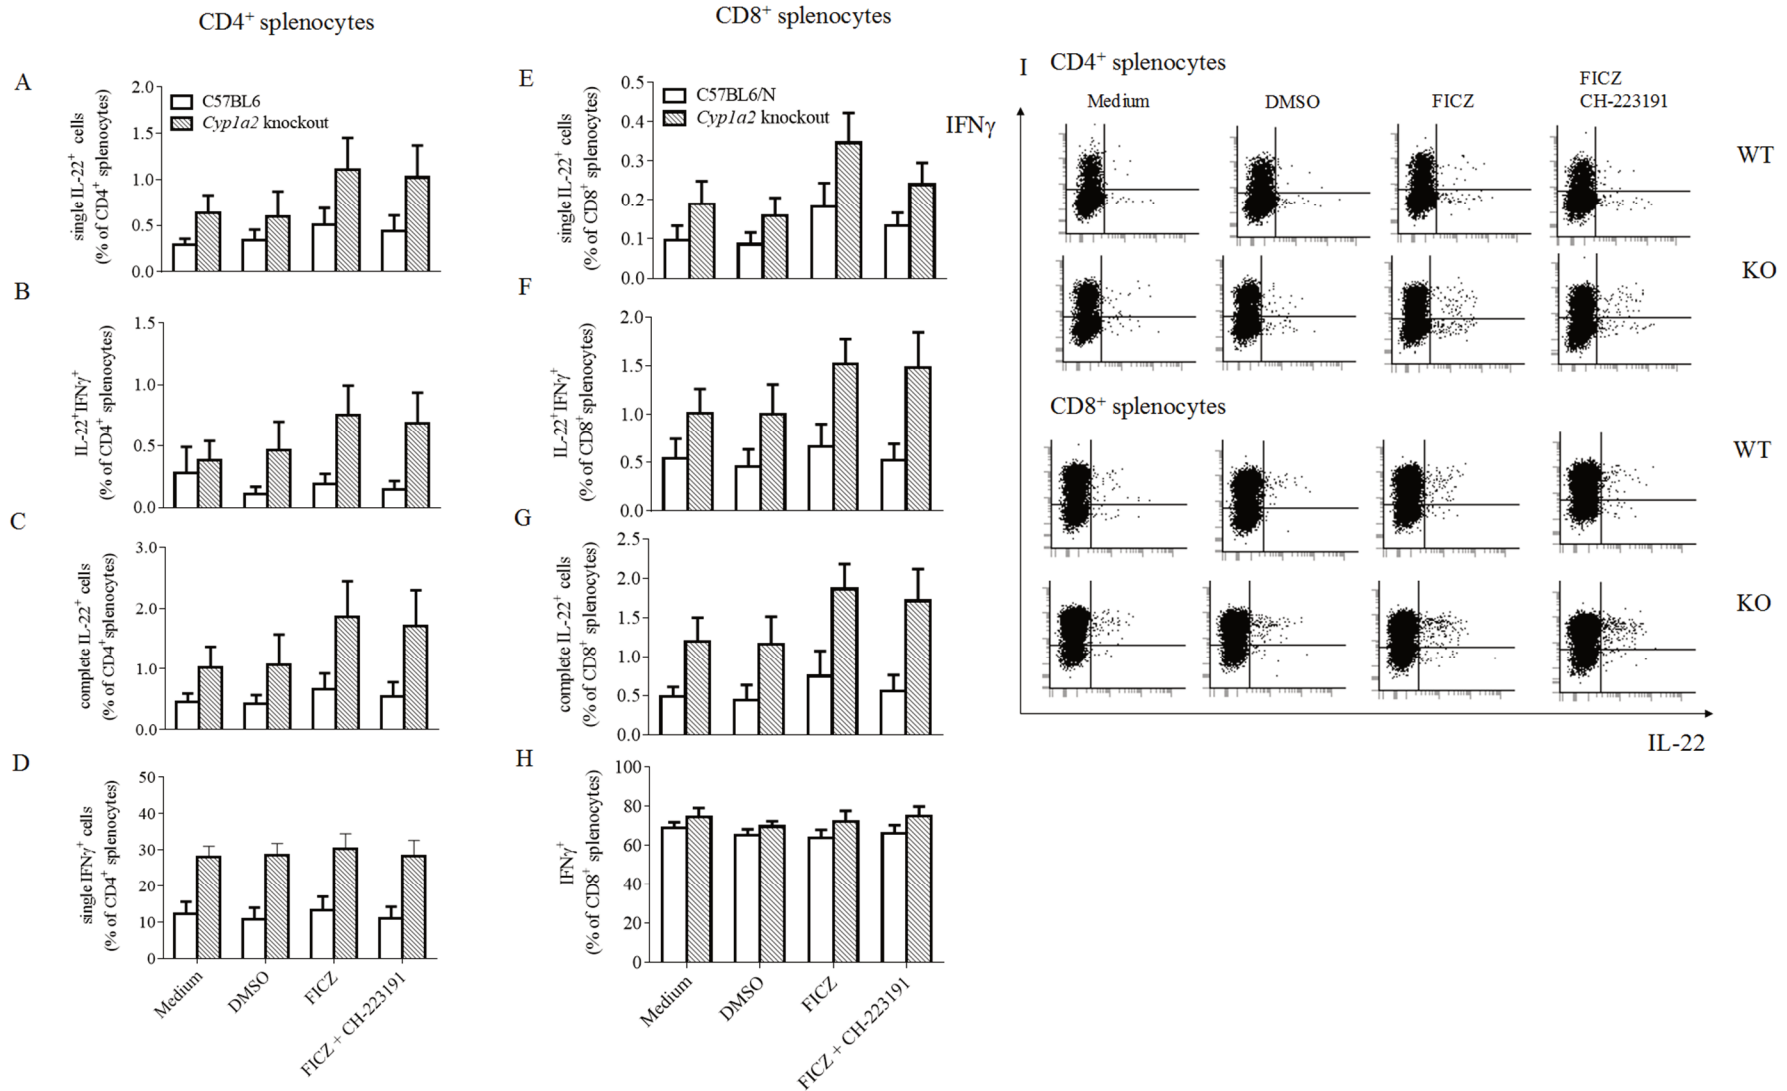 CD4⁺ splenocytes
CD8⁺ splenocytes
A
single IL-22⁺ cells
(% of CD4⁺ splenocytes)
2.0
1.5
1.0
0.5
0.0
C57BL6
Cyp1a2 knockout
B
IL-22⁺IFNγ⁺
(% of CD4⁺ splenocytes)
1.5
1.0
0.5
0.0
C
complete IL-22⁺ cells
(% of CD4⁺splenocytes)
3.0
2.0
1.0
0.0
D
single IFNγ⁺ cells
(% of CD4⁺ splenocytes)
50
40
30
20
10
0
Medium
DMSO
FICZ
FICZ + CH-223191
E
single IL-22⁺ cells
(% of CD8⁺ splenocytes)
0.5
0.4
0.3
0.2
0.1
0.0
C57BL6/N
Cyp1a2 knockout
F
IL-22⁺IFNγ⁺
(% of CD8⁺splenocytes)
2.0
1.5
1.0
0.5
0.0
G
complete IL-22⁺ cells
(% of CD8⁺ splenocytes)
2.5
2.0
1.5
1.0
0.5
0.0
H
IFNγ⁺
(% of CD8⁺ splenocytes)
100
80
60
40
20
0
Medium
DMSO
FICZ
FICZ + CH-223191
I
CD4⁺ splenocytes
IFNγ
Medium
DMSO
FICZ
FICZ
CH-223191
WT
KO
CD8⁺ splenocytes
WT
KO
IL-22